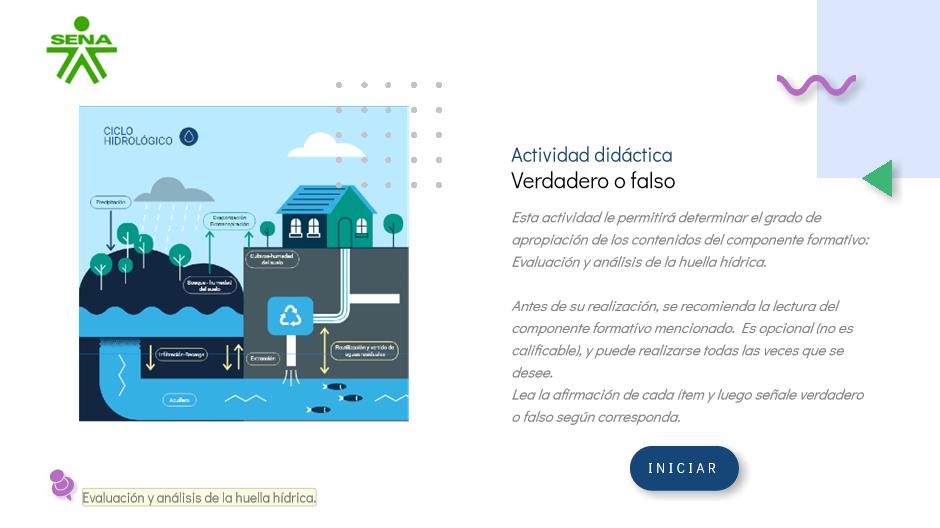 SENA
CICLO
HIDROLÓGICO
Precipitación
Evaporación
Evotranspiración
Cultivos-humedad
del suelo
Bosque - humedad
del suelo
Infiltración-Recarga
Extracción
Reutilización y vertido de
aguas residuales
Acuífero
Actividad didáctica
Verdadero o falso
Esta actividad le permitirá determinar el grado de
apropiación de los contenidos del componente formativo:
Evaluación y análisis de la huella hídrica.
Antes de su realización, se recomienda la lectura del
componente formativo mencionado. Es opcional (no es
calificable), y puede realizarse todas las veces que se
desee.
Lea la afirmación de cada ítem y luego señale verdadero
o falso según corresponda.
INICIAR
Evaluación y análisis de la huella hídrica.